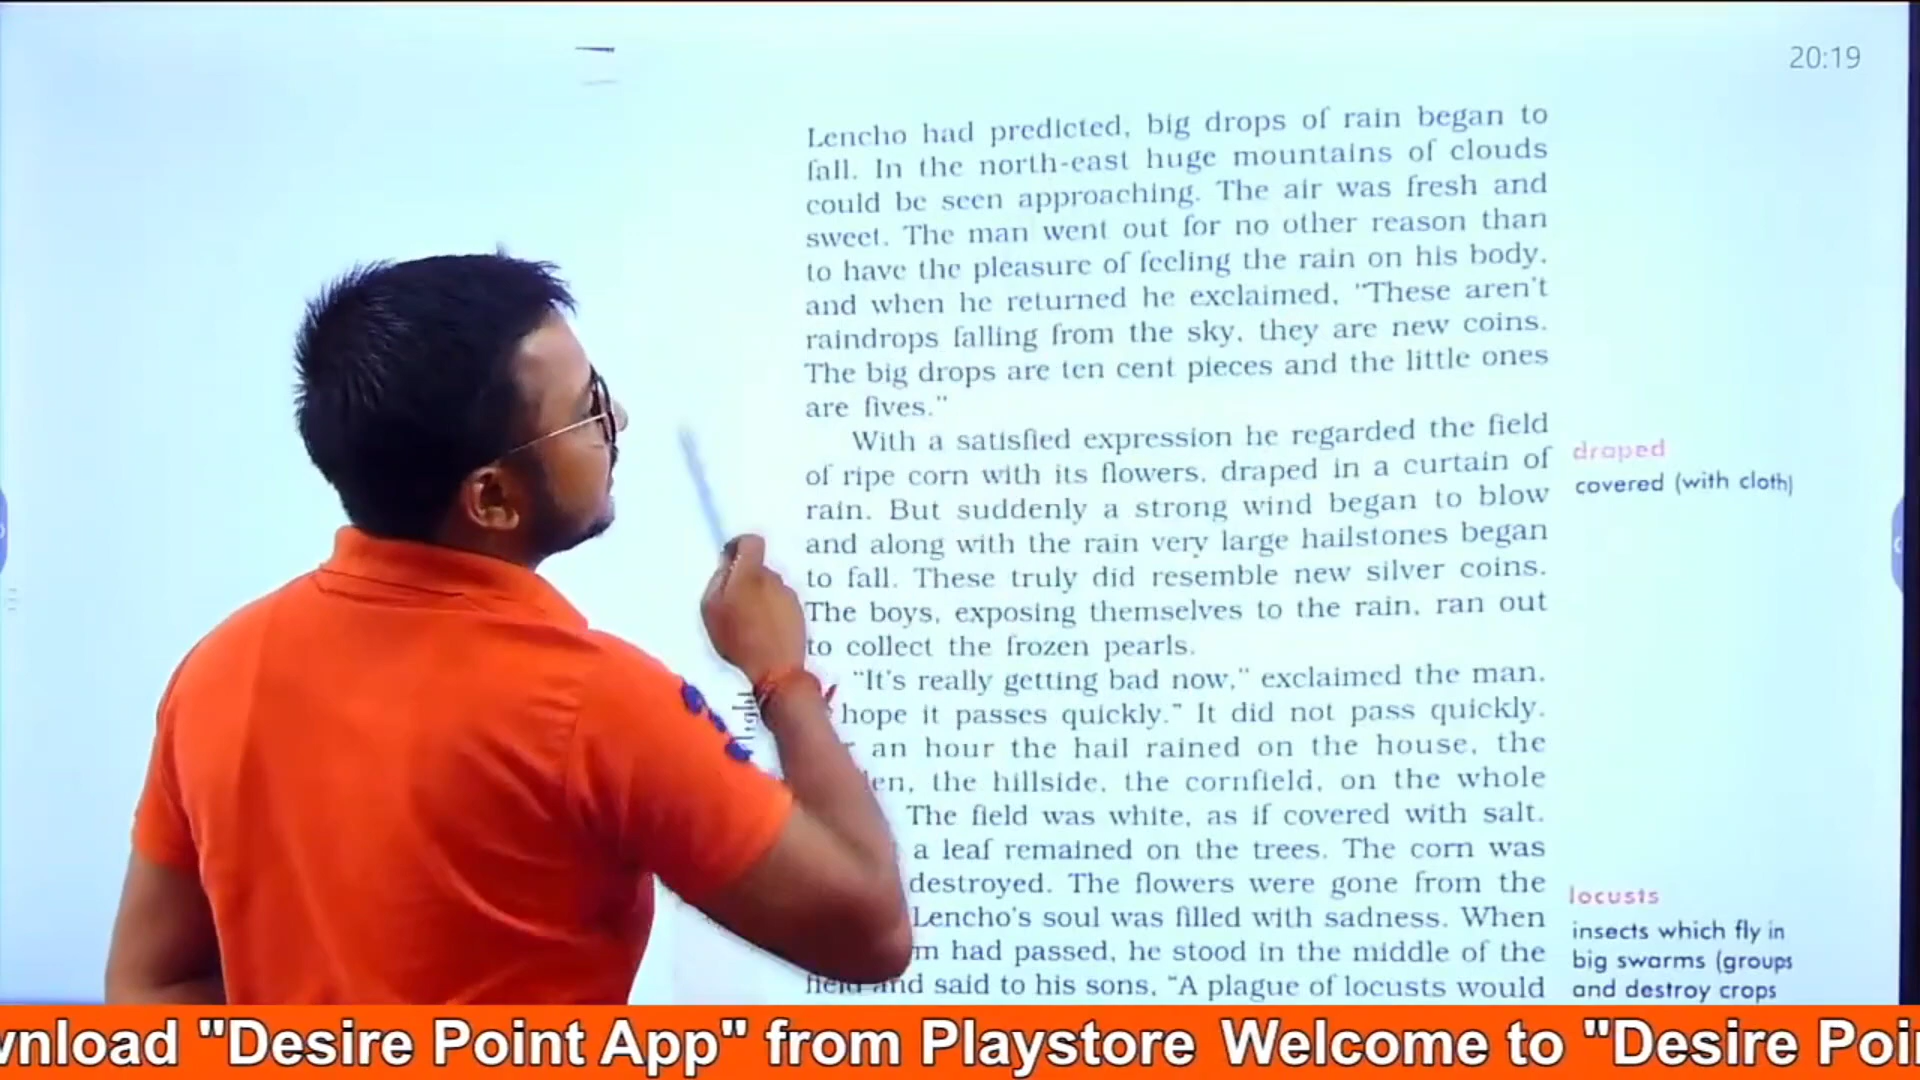 20:19
Lencho had predicted, big drops of rain began to
fall. In the north-east huge mountains of clouds
could be seen approaching. The air was fresh and
sweet. The man went out for no other reason than
to have the pleasure of feeling the rain on his body,
and when he returned he exclaimed, "These aren't
raindrops falling from the sky, they are new coins.
The big drops are ten cent pieces and the little ones
are fives."
With a satisfied expression he regarded the field
of ripe corn with its flowers, draped in a curtain of
rain. But suddenly a strong wind began to blow
and along with the rain very large hailstones began
to fall. These truly did resemble new silver coins.
The boys, exposing themselves to the rain, ran out
to collect the frozen pearls.
"It's really getting bad now," exclaimed the man.
hope it passes quickly." It did not pass quickly.
an hour the hail rained on the house, the
en, the hillside, the cornfield, on the whole
The field was white, as if covered with salt.
a leaf remained on the trees. The corn was
destroyed. The flowers were gone from the
Lencho's soul was filled with sadness. When
m had passed, he stood in the middle of the
field and said to his sons, "A plague of locusts would
draped
covered (with cloth)
locusts
insects which fly in
big swarms (groups
and destroy crops
wnload "Desire Point App" from Playstore Welcome to "Desire Poi